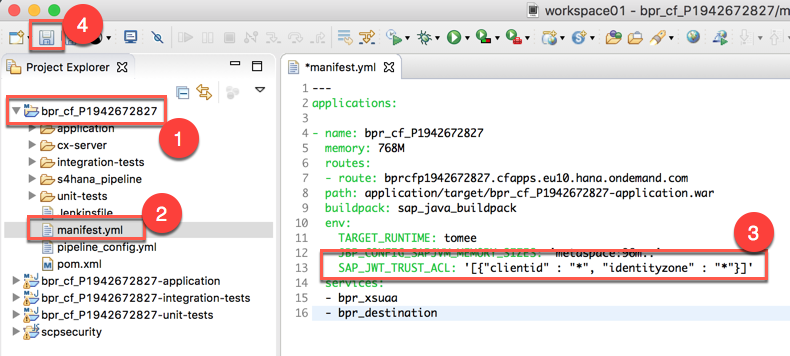 workspace01 - bpr_cf_P1942672827/m
4
Project Explorer
bpr_cf_P1942672827
1
application
cx-server
integration-tests
s4hana_pipeline
unit-tests
Jenkinsfile
2
manifest.yml
pipeline_config.yml
pom.xml
bpr_cf_P1942672827-application
bpr_cf_P1942672827-integration-tests
bpr_cf_P1942672827-unit-tests
scpsecurity
*manifest.yml
1 ---
2 applications:
3
4 - name: bpr_cf_P1942672827
5 memory: 768M
6 routes:
7 - route: bprcfp1942672827.cfapps.eu10.hana.ondemand.com
8 path: application/target/bpr_cf_P1942672827-application.war
9 buildpack: sap_java_buildpack
10 env:
11 TARGET_RUNTIME: tomee
3
12 JBP_CONFIG_SAPJVM_MEMORY_SIZES: 'metaspace:96m..'
13 SAP_JWT_TRUST_ACL: '[{"clientid" : "*", "identityzone" : "*"}]'
14 services:
15 - bpr_xsuaa
16 - bpr_destination